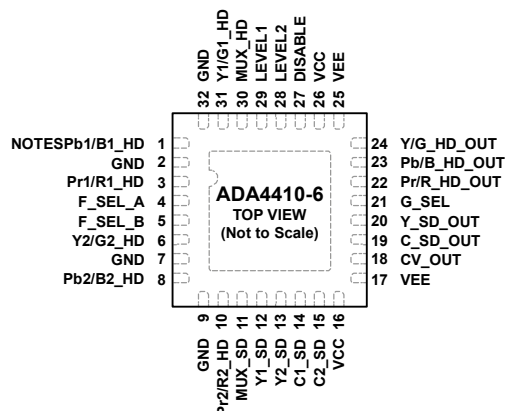 32 GND
31 Y1/G1_HD
30 MUX_HD
29 LEVEL1
28 LEVEL2
27 DISABLE
26 VCC
25 VEE
NOTESPb1/B1_HD 1
GND 2
Pr1/R1_HD 3
F_SEL_A 4
F_SEL_B 5
Y2/G2_HD 6
GND 7
Pb2/B2_HD 8
ADA4410-6
TOP VIEW
(Not to Scale)
24 Y/G_HD_OUT
23 Pb/B_HD_OUT
22 Pr/R_HD_OUT
21 G_SEL
20 Y_SD_OUT
19 C_SD_OUT
18 CV_OUT
17 VEE
GND 9
Pr2/R2_HD 10
MUX_SD 11
Y1_SD 12
Y2_SD 13
C1_SD 14
C2_SD 15
VCC 16